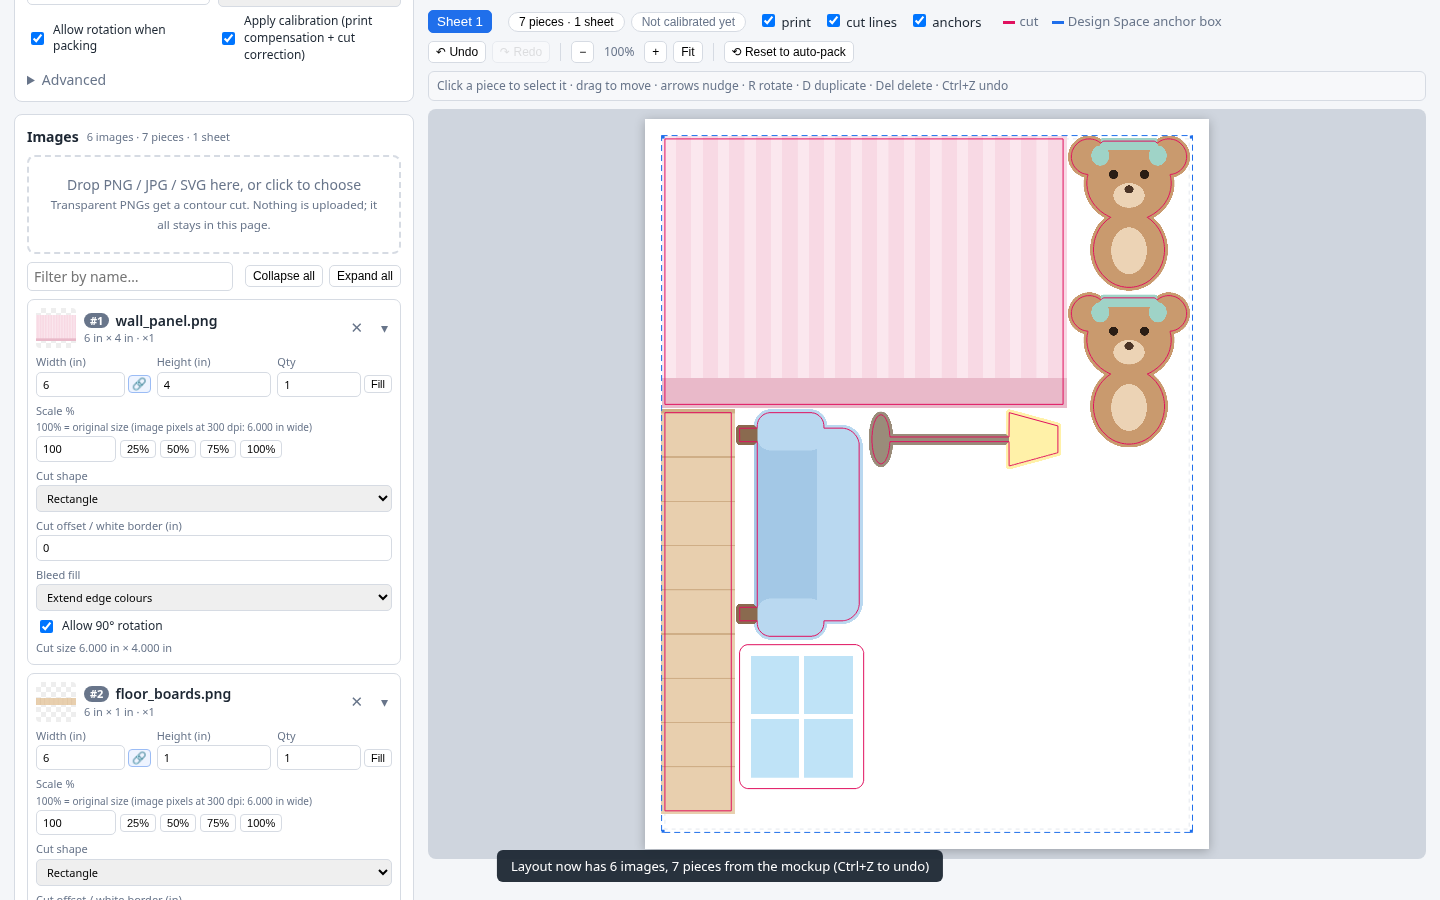 Allow rotation when packing
Apply calibration (print compensation + cut correction)
▶ Advanced
Images 6 images · 7 pieces · 1 sheet
Drop PNG / JPG / SVG here, or click to choose
Transparent PNGs get a contour cut. Nothing is uploaded; it
all stays in this page.
Filter by name...
Collapse all
Expand all
#1 wall_panel.png ✕ ▼
6 in × 4 in · ×1
Width (in) Height (in) Qty
6 🔗 4 1 Fill
Scale %
100% = original size (image pixels at 300 dpi: 6.000 in wide)
100 25% 50% 75% 100%
Cut shape
Rectangle
Cut offset / white border (in)
0
Bleed fill
Extend edge colours
Allow 90° rotation
Cut size 6.000 in × 4.000 in
#2 floor_boards.png ✕ ▼
6 in × 1 in · ×1
Width (in) Height (in) Qty
6 🔗 1 1 Fill
Scale %
100% = original size (image pixels at 300 dpi: 6.000 in wide)
100 25% 50% 75% 100%
Cut shape
Rectangle
Cut offset / white border (in)
Sheet 1 7 pieces · 1 sheet Not calibrated yet print cut lines anchors cut Design Space anchor box
↶ Undo ↷ Redo − 100% + Fit ⟲ Reset to auto-pack
Click a piece to select it · drag to move · arrows nudge · R rotate · D duplicate · Del delete · Ctrl+Z undo
Layout now has 6 images, 7 pieces from the mockup (Ctrl+Z to undo)